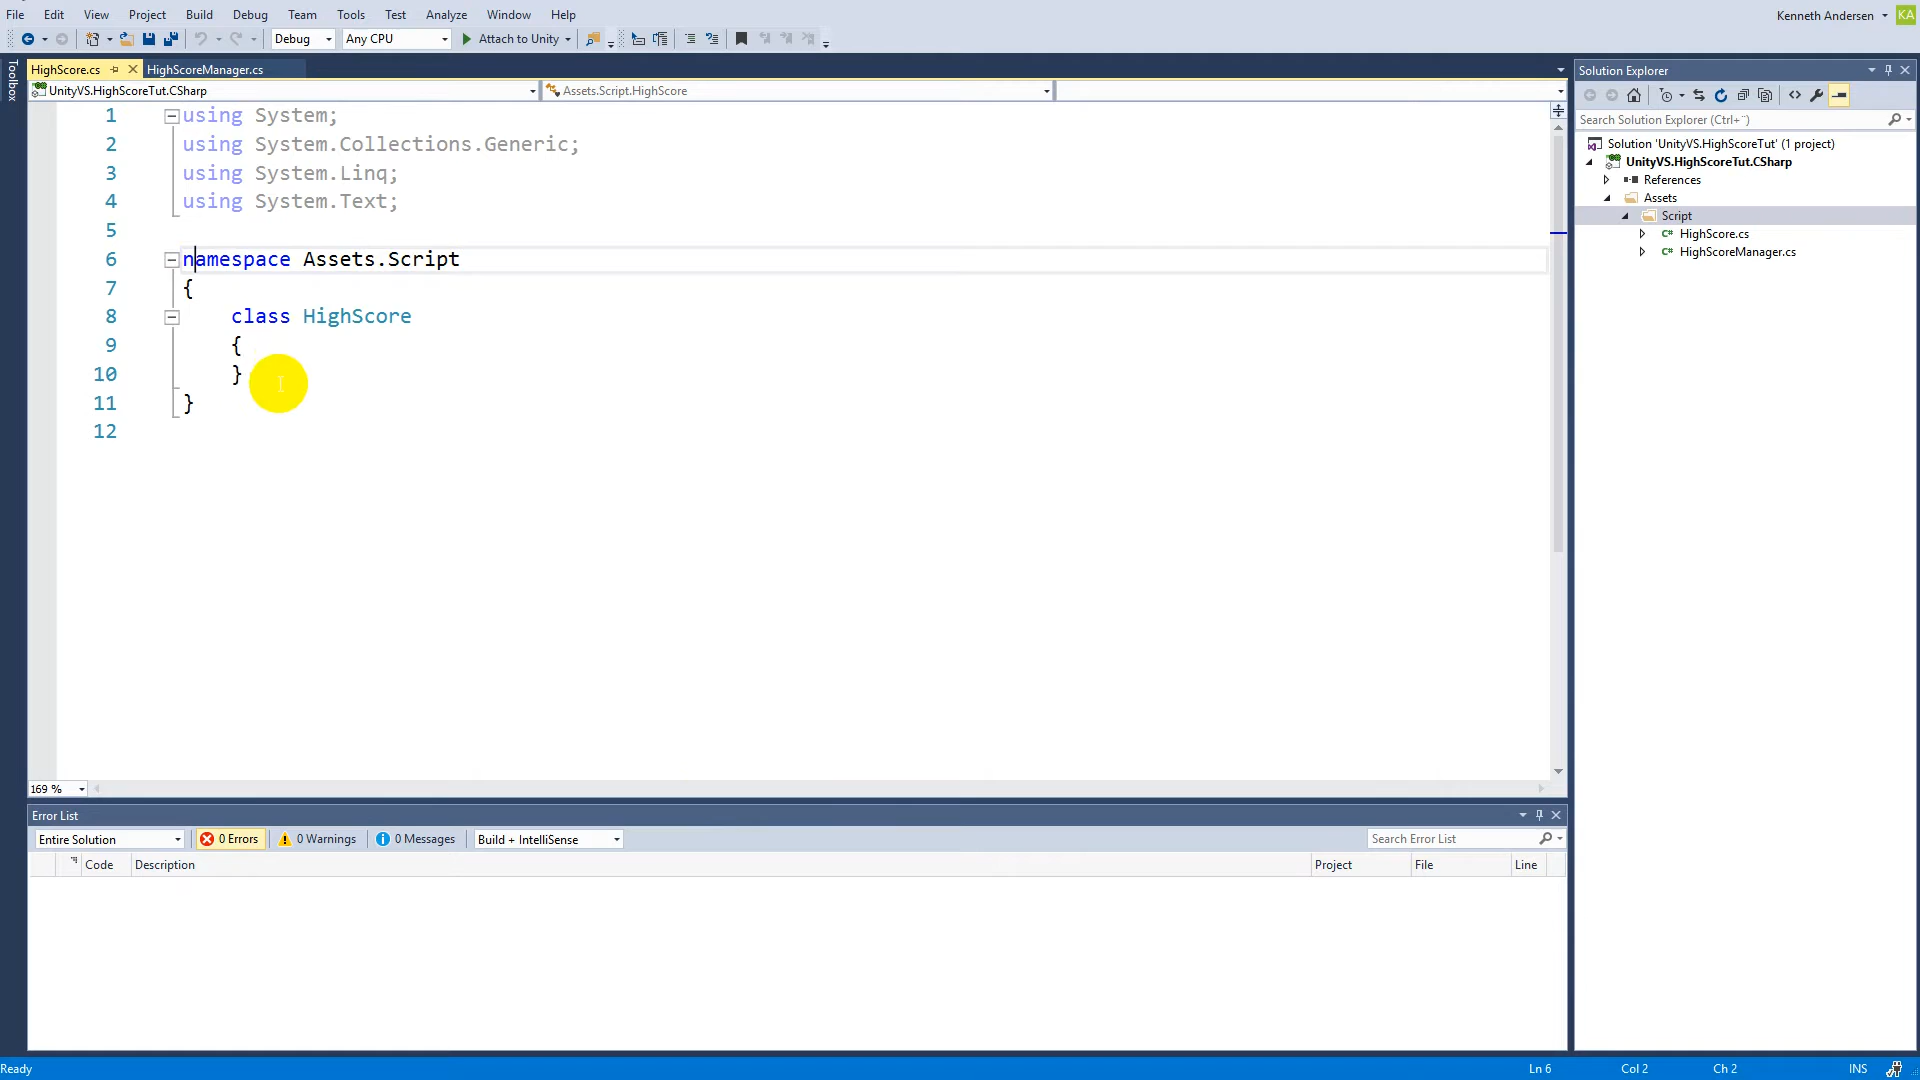 File Edit View Project Build Debug Team Tools Test Analyze Window Help
Kenneth Andersen KA
Debug Any CPU Attach to Unity
Toolbox
HighScore.cs HighScoreManager.cs
UnityVS.HighScoreTut.CSharp Assets.Script.HighScore
1 using System;
2 using System.Collections.Generic;
3 using System.Linq;
4 using System.Text;
5
6 namespace Assets.Script
7 {
8 class HighScore
9 {
10 }
11 }
12
169 %
Solution Explorer
Search Solution Explorer (Ctrl+¨)
Solution 'UnityVS.HighScoreTut' (1 project)
UnityVS.HighScoreTut.CSharp
References
Assets
Script
C# HighScore.cs
C# HighScoreManager.cs
Error List
Entire Solution 0 Errors 0 Warnings 0 Messages Build + IntelliSense Search Error List
Code Description Project File Line
Ready Ln 6 Col 2 Ch 2 INS